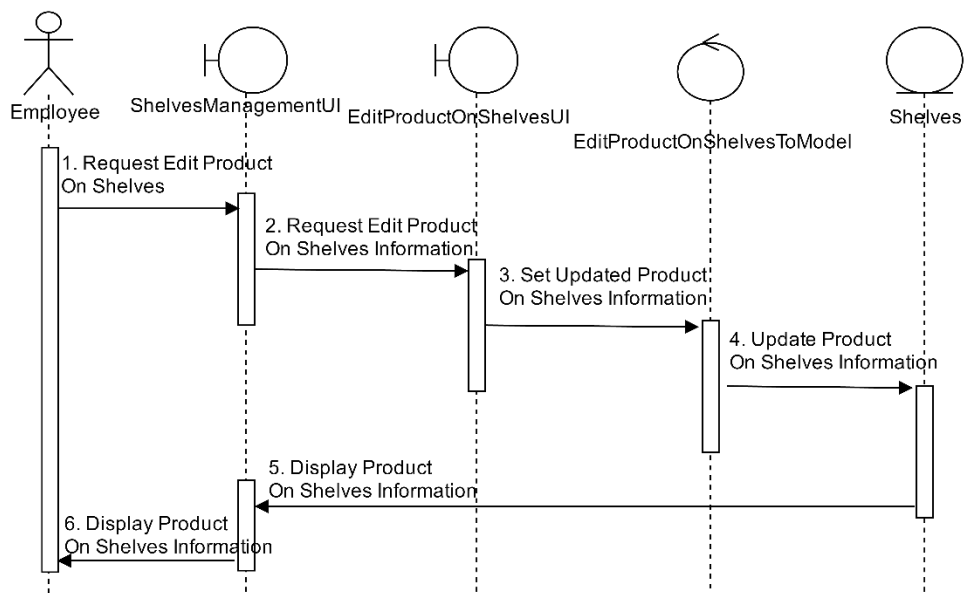 Employee
ShelvesManagementUI
EditProductOnShelvesUI
EditProductOnShelvesToModel
Shelves
1. Request Edit Product
On Shelves
2. Request Edit Product
On Shelves Information
3. Set Updated Product
On Shelves Information
4. Update Product
On Shelves Information
5. Display Product
On Shelves Information
6. Display Product
On Shelves Information